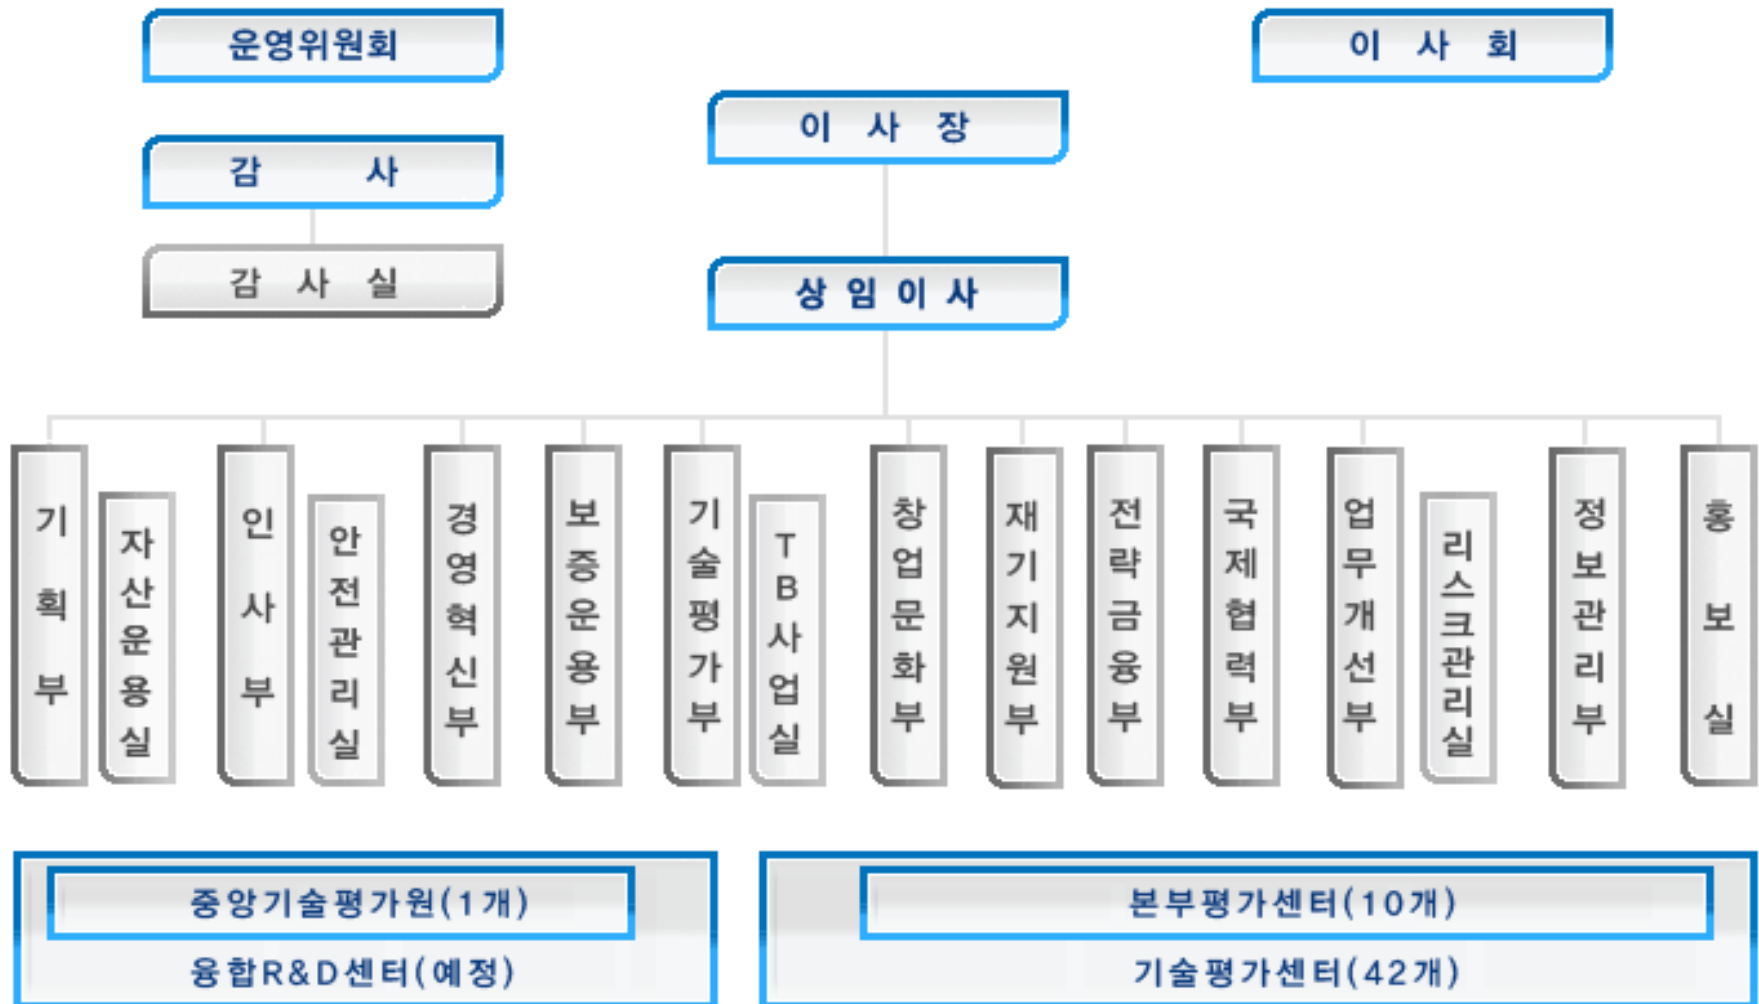 운영위원회
이 사 회
이 사 장
감 사
감 사 실
상 임 이 사
기 획 부
자산운용실
인 사 부
안전관리실
경영혁신부
보증운용부
기술평가부
TB사업실
창업문화부
재기지원부
전략금융부
국제협력부
업무개선부
리스크관리실
정보관리부
홍 보 실
중앙기술평가원(1개)
융합R&D센터(예정)
본부평가센터(10개)
기술평가센터(42개)